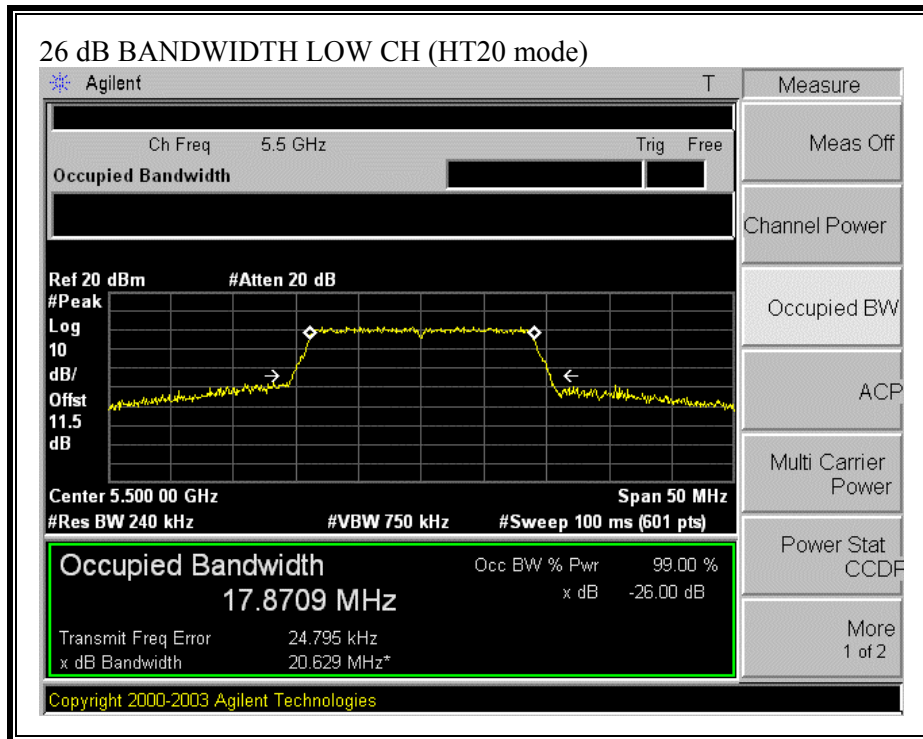 26 dB BANDWIDTH LOW CH (HT20 mode)
Agilent T
Ch Freq 5.5 GHz Trig Free
Occupied Bandwidth
Ref 20 dBm #Atten 20 dB
#Peak
Log
10
dB/
Offst
11.5
dB
Center 5.500 00 GHz Span 50 MHz
#Res BW 240 kHz #VBW 750 kHz #Sweep 100 ms (601 pts)
Occupied Bandwidth Occ BW % Pwr 99.00 %
17.8709 MHz x dB -26.00 dB
Transmit Freq Error 24.795 kHz
x dB Bandwidth 20.629 MHz*
Copyright 2000-2003 Agilent Technologies
Measure
Meas Off
Channel Power
Occupied BW
ACP
Multi Carrier
Power
Power Stat
CCDF
More
1 of 2